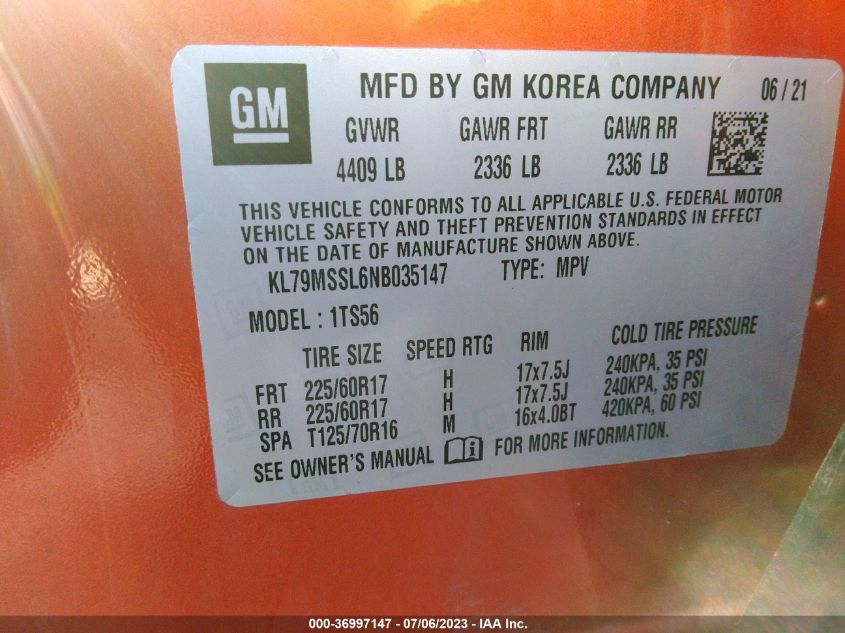 GM
MFD BY GM KOREA COMPANY 06 / 21
GVWR GAWR FRT GAWR RR
4409 LB 2336 LB 2336 LB
THIS VEHICLE CONFORMS TO ALL APPLICABLE U.S. FEDERAL MOTOR
VEHICLE SAFETY AND THEFT PREVENTION STANDARDS IN EFFECT
ON THE DATE OF MANUFACTURE SHOWN ABOVE.
KL79MSSL6NB035147 TYPE: MPV
MODEL : 1TS56
TIRE SIZE SPEED RTG RIM COLD TIRE PRESSURE
FRT 225/60R17 H 17x7.5J 240KPA, 35 PSI
RR 225/60R17 H 17x7.5J 240KPA, 35 PSI
SPA T125/70R16 M 16x4.0BT 420KPA, 60 PSI
SEE OWNER'S MANUAL FOR MORE INFORMATION.
000-36997147 - 07/06/2023 - IAA Inc.